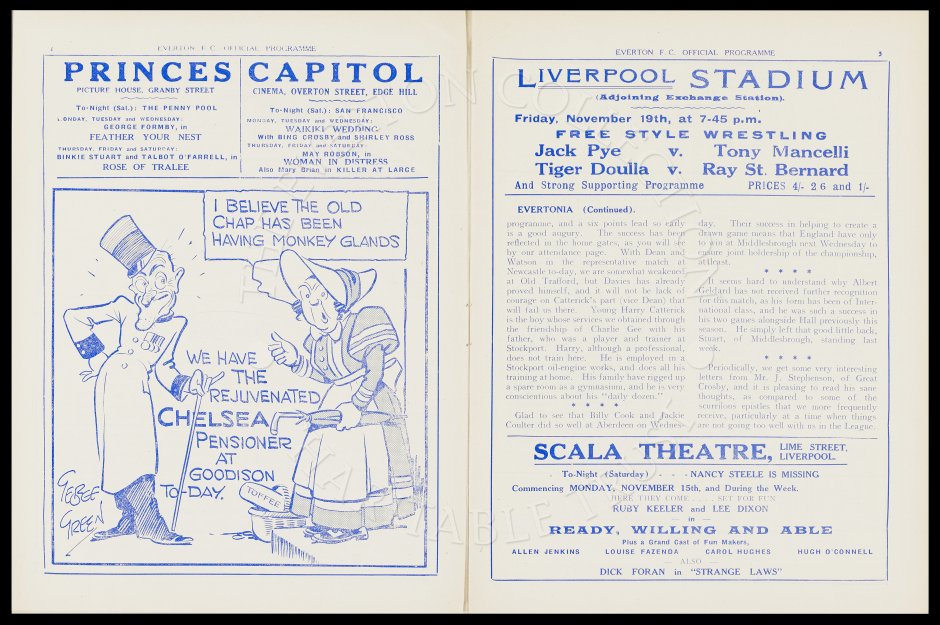 4
EVERTON F.C. OFFICIAL PROGRAMME
PRINCES
PICTURE HOUSE, GRANBY STREET
To-Night (Sat.): THE PENNY POOL
MONDAY, TUESDAY AND WEDNESDAY:
GEORGE FORMBY, in
FEATHER YOUR NEST
THURSDAY, FRIDAY AND SATURDAY:
BINKIE STUART and TALBOT O'FARRELL, in
ROSE OF TRALEE
CAPITOL
CINEMA, OVERTON STREET, EDGE HILL
To-Night (Sat.): SAN FRANCISCO
MONDAY, TUESDAY AND WEDNESDAY:
WAIKIKI WEDDING
With BING CROSBY and SHIRLEY ROSS
THURSDAY, FRIDAY and SATURDAY:
MAY ROBSON, in
WOMAN IN DISTRESS
Also Mary Brian in KILLER AT LARGE
I BELIEVE THE OLD
CHAP HAS BEEN
HAVING MONKEY GLANDS
WE HAVE
THE
REJUVENATED
CHELSEA
PENSIONER
AT
GOODISON
TO-DAY.
TOFFEE
GEBEE
GREEN
EVERTON F.C. OFFICIAL PROGRAMME
5
LIVERPOOL STADIUM
(Adjoining Exchange Station).
Friday, November 19th, at 7-45 p.m.
FREE STYLE WRESTLING
Jack Pye v. Tony Mancelli
Tiger Doulla v. Ray St. Bernard
And Strong Supporting Programme PRICES 4/- 2 6 and 1/-
EVERTONIA (Continued).
programme, and a six points lead so early
is a good augury. The success has been
reflected in the home gates, as you will see
by our attendance page. With Dean and
Watson in the representative match at
Newcastle to-day, we are somewhat weakened
at Old Trafford, but Davies has already
proved himself, and it will not be lack of
courage on Catterick's part (vice Dean) that
will fail us there. Young Harry Catterick
is the boy whose services we obtained through
the friendship of Charlie Gee with his
father, who was a player and trainer at
Stockport. Harry, although a professional,
does not train here. He is employed in a
Stockport oil-engine works, and does all his
training at home. His family have rigged up
a spare room as a gymnasium, and he is very
conscientious about his "daily dozen."
* * * *
Glad to see that Billy Cook and Jackie
Coulter did so well at Aberdeen on Wednes-
day. Their success in helping to create a
drawn game means that England have only
to win at Middlesbrough next Wednesday to
ensure joint holdership of the championship,
at least.
* * * *
It seems hard to understand why Albert
Geldard has not received further recognition
for this match, as his form has been of Inter-
national class, and he was such a success in
his two games alongside Hall previously this
season. He simply left that good little back,
Stuart, of Middlesbrough, standing last
week.
* * * *
Periodically, we get some very interesting
letters from Mr. J. Stephenson, of Great
Crosby, and it is pleasing to read his sane
thoughts, as compared to some of the
scurrilous epistles that we more frequently
receive, particularly at a time when things
are not going too well with us in the League.
SCALA THEATRE, LIME STREET,
LIVERPOOL.
To-Night (Saturday) - - - NANCY STEELE IS MISSING
Commencing MONDAY, NOVEMBER 15th, and During the Week.
HERE THEY COME . . . . SET FOR FUN
RUBY KEELER and LEE DIXON
— in —
READY, WILLING AND ABLE
Plus a Grand Cast of Fun Makers,
ALLEN JENKINS LOUISE FAZENDA CAROL HUGHES HUGH O'CONNELL
— ALSO —
DICK FORAN in "STRANGE LAWS"